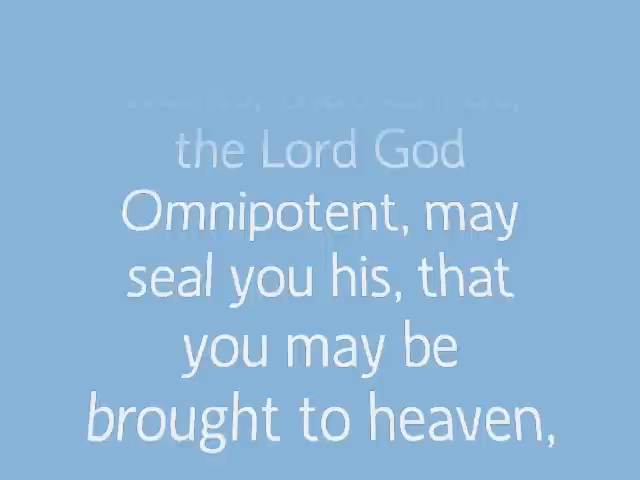 the Lord God
Omnipotent, may
seal you his, that
you may be
brought to heaven,